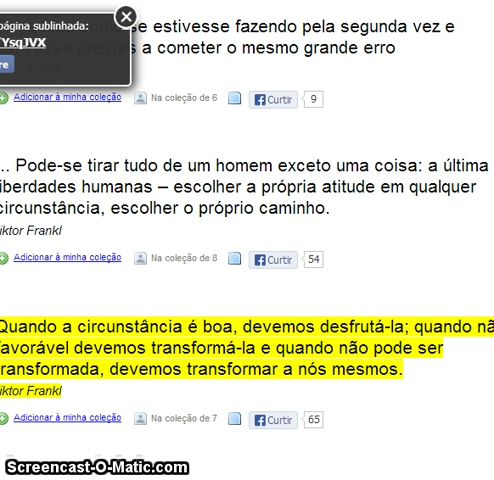 página sublinhada:
YsqJVX
re
se estivesse fazendo pela segunda vez e
a cometer o mesmo grande erro
Adicionar à minha coleção Na coleção de 6 Curtir 9
... Pode-se tirar tudo de um homem exceto uma coisa: a última
liberdades humanas – escolher a própria atitude em qualquer
circunstância, escolher o próprio caminho.
iktor Frankl
Adicionar à minha coleção Na coleção de 8 Curtir 54
Quando a circunstância é boa, devemos desfrutá-la; quando nã
favorável devemos transformá-la e quando não pode ser
transformada, devemos transformar a nós mesmos.
iktor Frankl
Adicionar à minha coleção Na coleção de 7 Curtir 65
Screencast-O-Matic.com